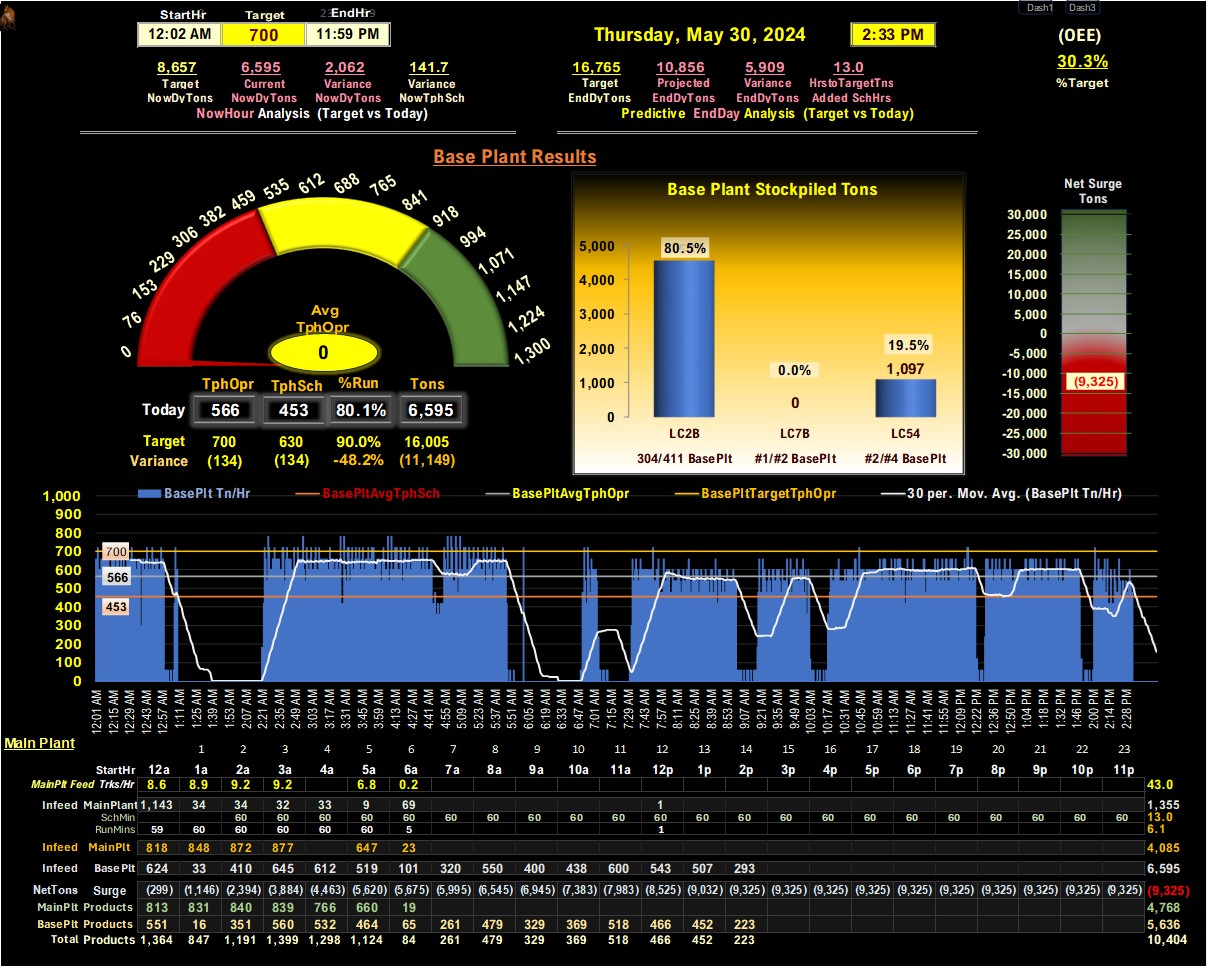 Dash1 Dash3
StartHr Target EndHr
12:02 AM 700 11:59 PM
Thursday, May 30, 2024 2:33 PM
(OEE)
30.3%
%Target
8,657 6,595 2,062 141.7
Target Current Variance Variance
NowDyTons NowDyTons NowDyTons NowTphSch
NowHour Analysis (Target vs Today)
16,765 10,856 5,909 13.0
Target Projected Variance HrstoTargetTns
EndDyTons EndDyTons EndDyTons Added SchHrs
Predictive EndDay Analysis (Target vs Today)
Base Plant Results
0 76 153 229 306 382 459 535 612 688 765 841 918 994 1,071 1,147 1,224 1,300
Avg
TphOpr
0
TphOpr TphSch %Run Tons
Today 566 453 80.1% 6,595
Target 700 630 90.0% 16,005
Variance (134) (134) -48.2% (11,149)
Base Plant Stockpiled Tons
5,000
4,000
3,000
2,000
1,000
0
80.5%
0.0%
0
19.5%
1,097
LC2B LC7B LC54
304/411 BasePlt #1/#2 BasePlt #2/#4 BasePlt
Net Surge
Tons
30,000
25,000
20,000
15,000
10,000
5,000
0
-5,000
-10,000
-15,000
-20,000
-25,000
-30,000
(9,325)
BasePlt Tn/Hr BasePltAvgTphSch BasePltAvgTphOpr BasePltTargetTphOpr 30 per. Mov. Avg. (BasePlt Tn/Hr)
1,000
900
800
700
600
500
400
300
200
100
0
700
566
453
12:01 AM 12:15 AM 12:29 AM 12:43 AM 12:57 AM 1:11 AM 1:25 AM 1:39 AM 1:53 AM 2:07 AM 2:21 AM 2:35 AM 2:49 AM 3:03 AM 3:17 AM 3:31 AM 3:45 AM 3:59 AM 4:13 AM 4:27 AM 4:41 AM 4:55 AM 5:09 AM 5:23 AM 5:37 AM 5:51 AM 6:05 AM 6:19 AM 6:33 AM 6:47 AM 7:01 AM 7:15 AM 7:29 AM 7:43 AM 7:57 AM 8:11 AM 8:25 AM 8:39 AM 8:53 AM 9:07 AM 9:21 AM 9:35 AM 9:49 AM 10:03 AM 10:17 AM 10:31 AM 10:45 AM 10:59 AM 11:13 AM 11:27 AM 11:41 AM 11:55 AM 12:09 PM 12:22 PM 12:36 PM 12:50 PM 1:04 PM 1:18 PM 1:32 PM 1:46 PM 2:00 PM 2:14 PM 2:28 PM
Main Plant
1 2 3 4 5 6 7 8 9 10 11 12 13 14 15 16 17 18 19 20 21 22 23
StartHr 12a 1a 2a 3a 4a 5a 6a 7a 8a 9a 10a 11a 12p 1p 2p 3p 4p 5p 6p 7p 8p 9p 10p 11p
MainPlt Feed Trks/Hr 8.6 8.9 9.2 9.2 6.8 0.2 43.0
Infeed MainPlant 1,143 34 34 32 33 9 69 1 1,355
SchMin 60 60 60 60 60 60 60 60 60 60 60 60 60 60 60 60 60 60 60 60 60 60 13.0
RunMins 59 60 60 60 60 60 5 1 6.1
Infeed MainPlt 818 848 872 877 647 23 4,085
Infeed BasePlt 624 33 410 645 612 519 101 320 550 400 438 600 543 507 293 6,595
NetTons Surge (299) (1,146) (2,394) (3,884) (4,463) (5,620) (5,675) (5,995) (6,545) (6,945) (7,383) (7,983) (8,525) (9,032) (9,325) (9,325) (9,325) (9,325) (9,325) (9,325) (9,325) (9,325) (9,325) (9,325) (9,325)
MainPlt Products 813 831 840 839 766 660 19 4,768
BasePlt Products 551 16 351 560 532 464 65 261 479 329 369 518 466 452 223 5,636
Total Products 1,364 847 1,191 1,399 1,298 1,124 84 261 479 329 369 518 466 452 223 10,404